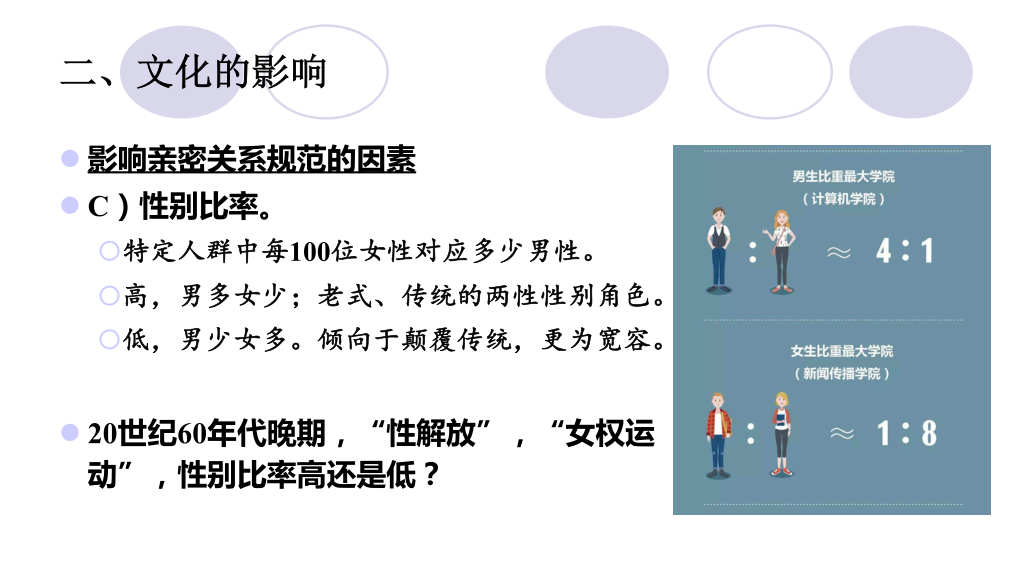 二、文化的影响
影响亲密关系规范的因素
C）性别比率。
特定人群中每100位女性对应多少男性。
高，男多女少；老式、传统的两性性别角色。
低，男少女多。倾向于颠覆传统，更为宽容。
20世纪60年代晚期，“性解放”，“女权运
动”，性别比率高还是低？
男生比重最大学院
（计算机学院）
： ≈ 4：1
女生比重最大学院
（新闻传播学院）
： ≈ 1：8